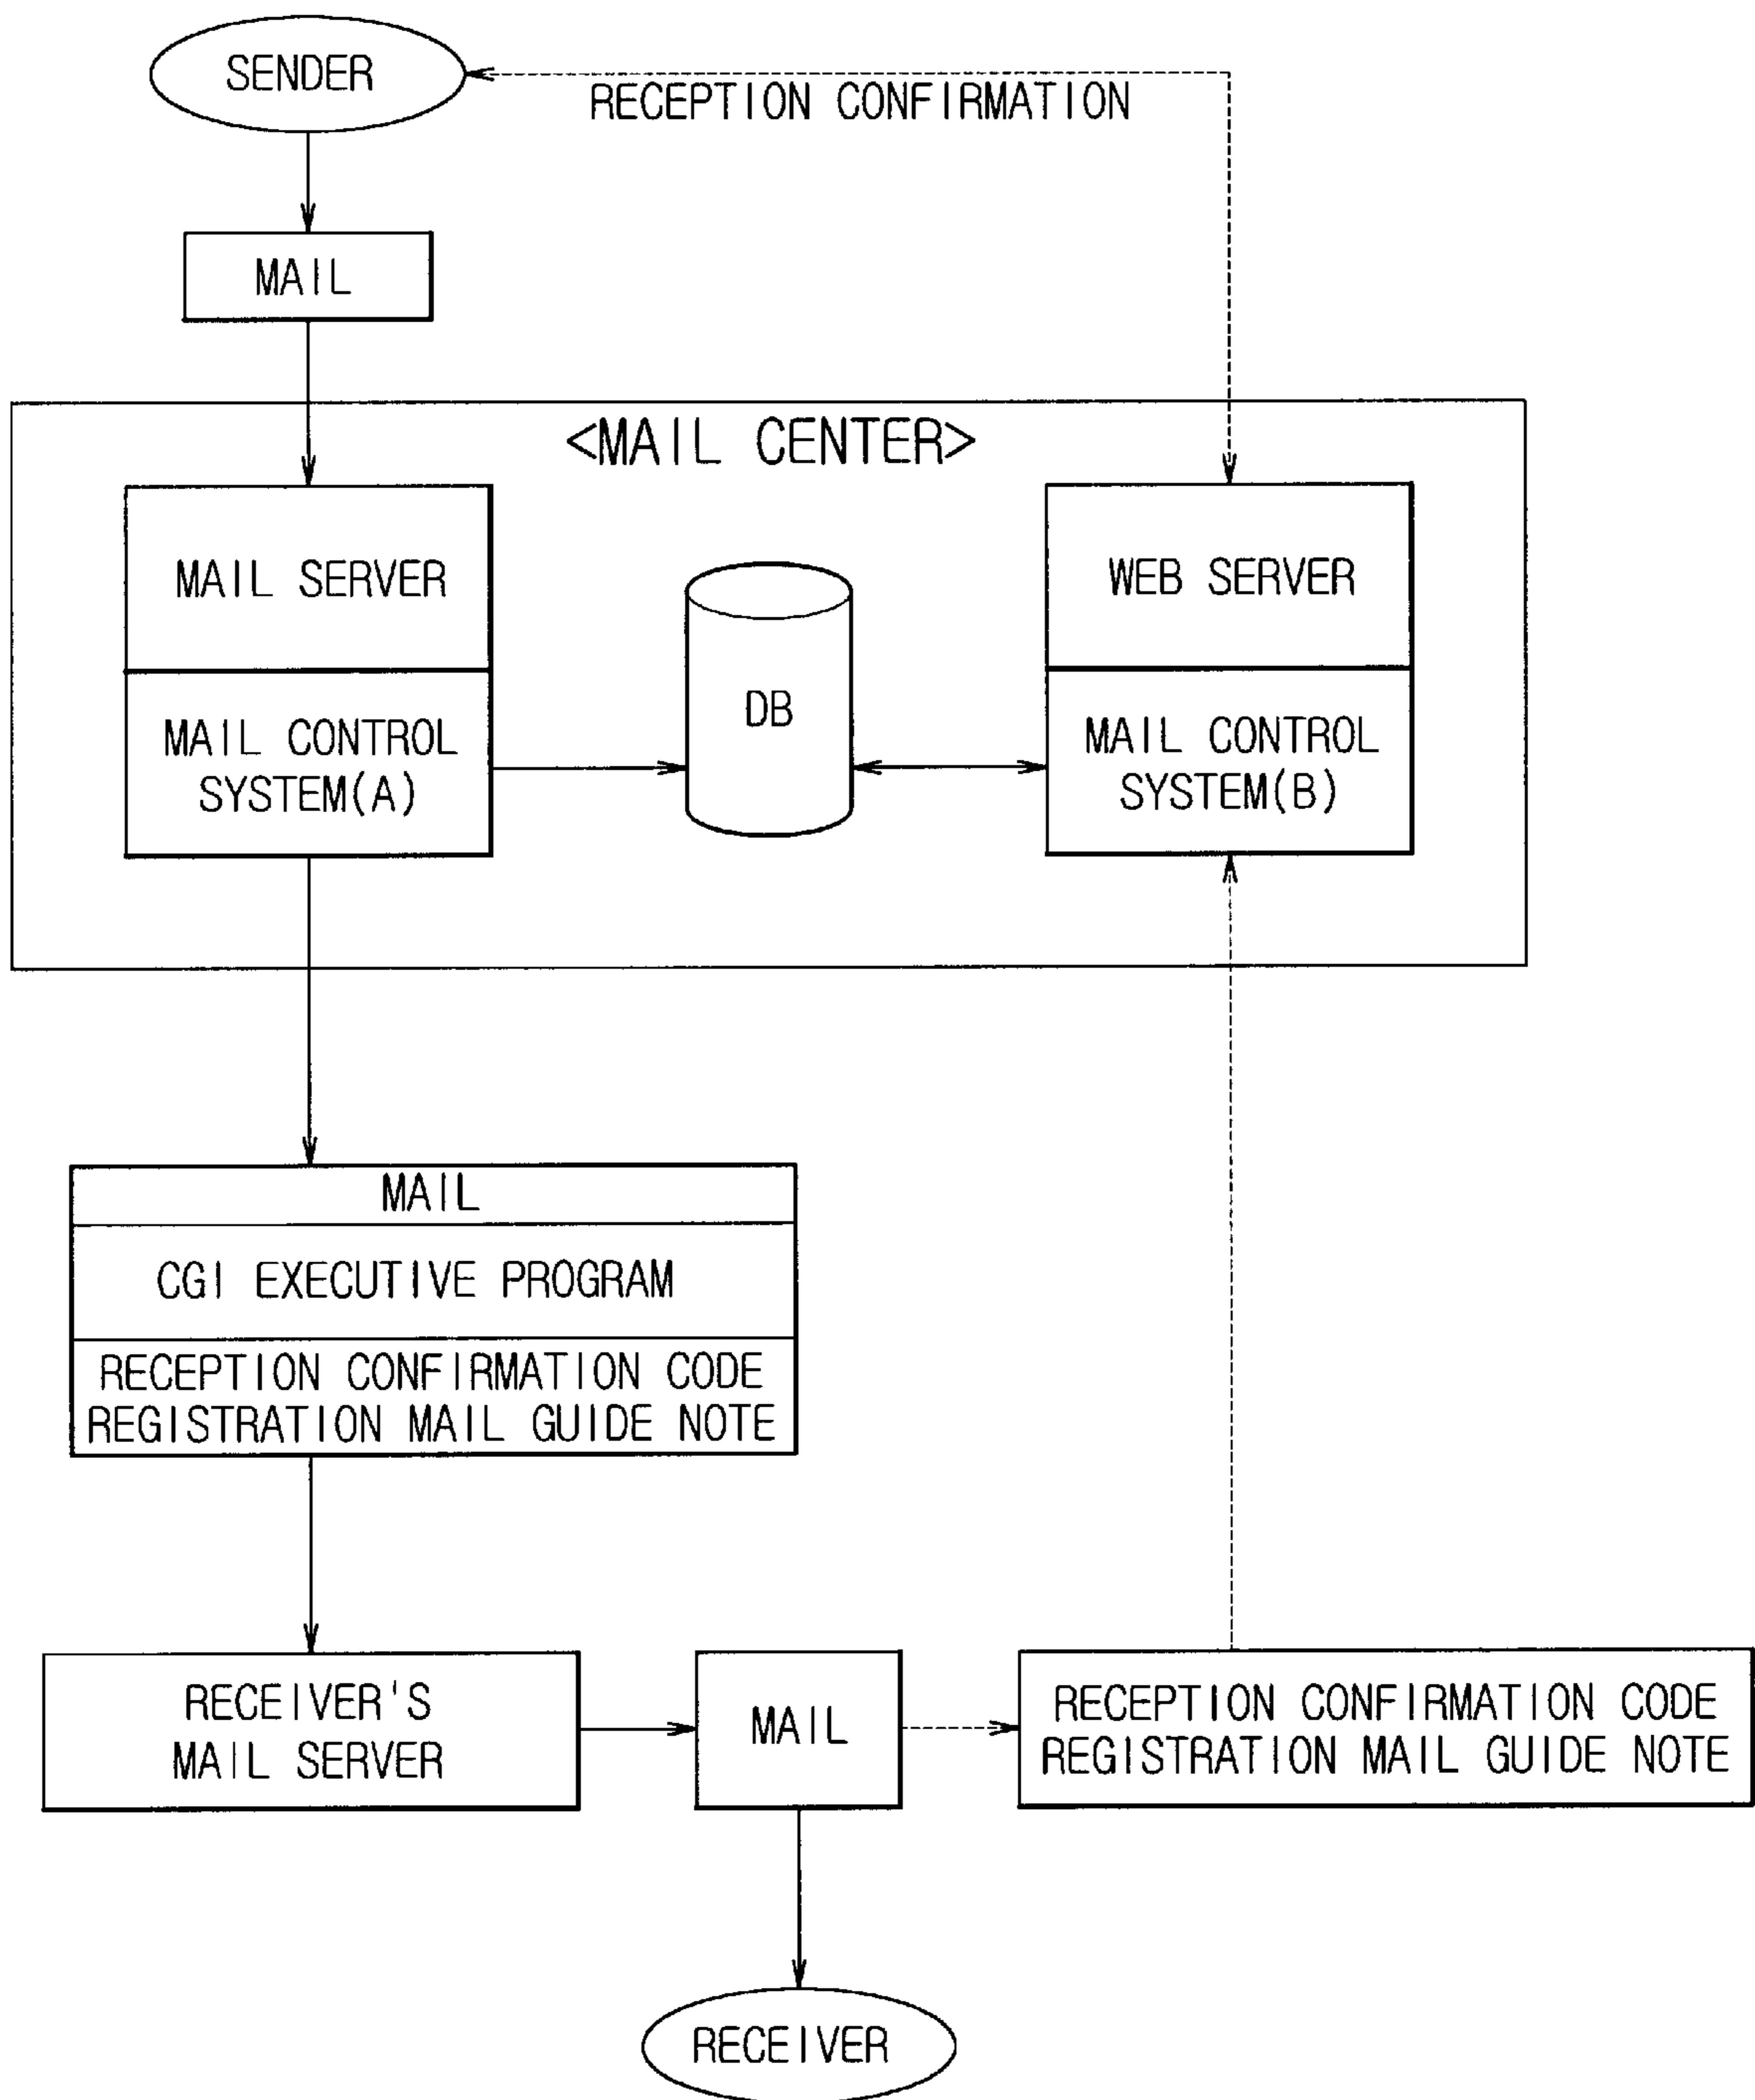 SENDER
RECEPTION CONFIRMATION
MAIL
<MAIL CENTER>
MAIL SERVER
WEB SERVER
DB
MAIL CONTROL
SYSTEM(A)
MAIL CONTROL
SYSTEM(B)
MAIL
CGI EXECUTIVE PROGRAM
RECEPTION CONFIRMATION CODE
REGISTRATION MAIL GUIDE NOTE
RECEIVER'S
MAIL SERVER
MAIL
RECEPTION CONFIRMATION CODE
REGISTRATION MAIL GUIDE NOTE
RECEIVER